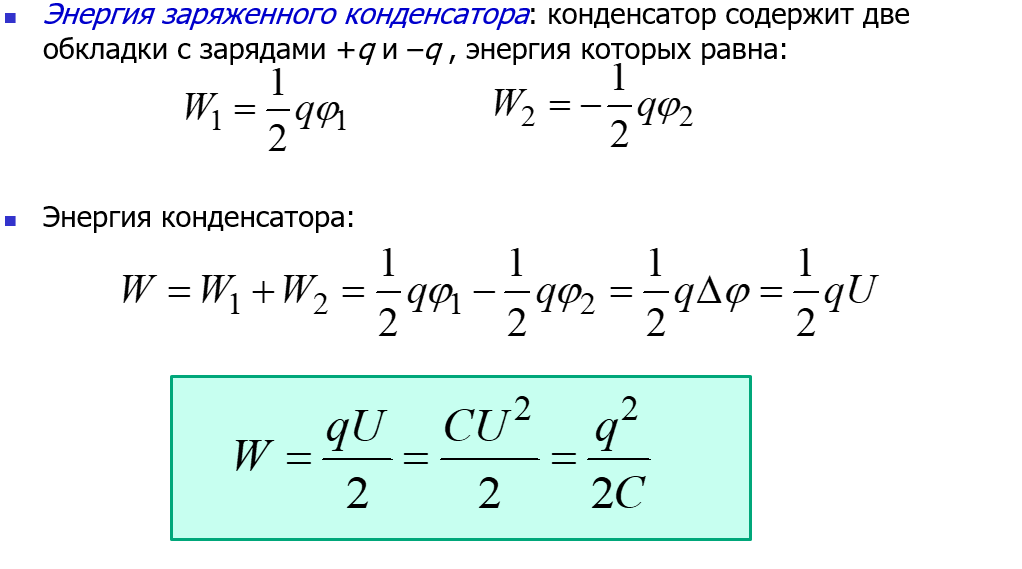 Энергия заряженного конденсатора: конденсатор содержит две
обкладки с зарядами +q и –q , энергия которых равна:
W₁ = 1/2 qφ₁   W₂ = −1/2 qφ₂
Энергия конденсатора:
W = W₁ + W₂ = 1/2 qφ₁ − 1/2 qφ₂ = 1/2 qΔφ = 1/2 qU
W = qU/2 = CU²/2 = q²/2C